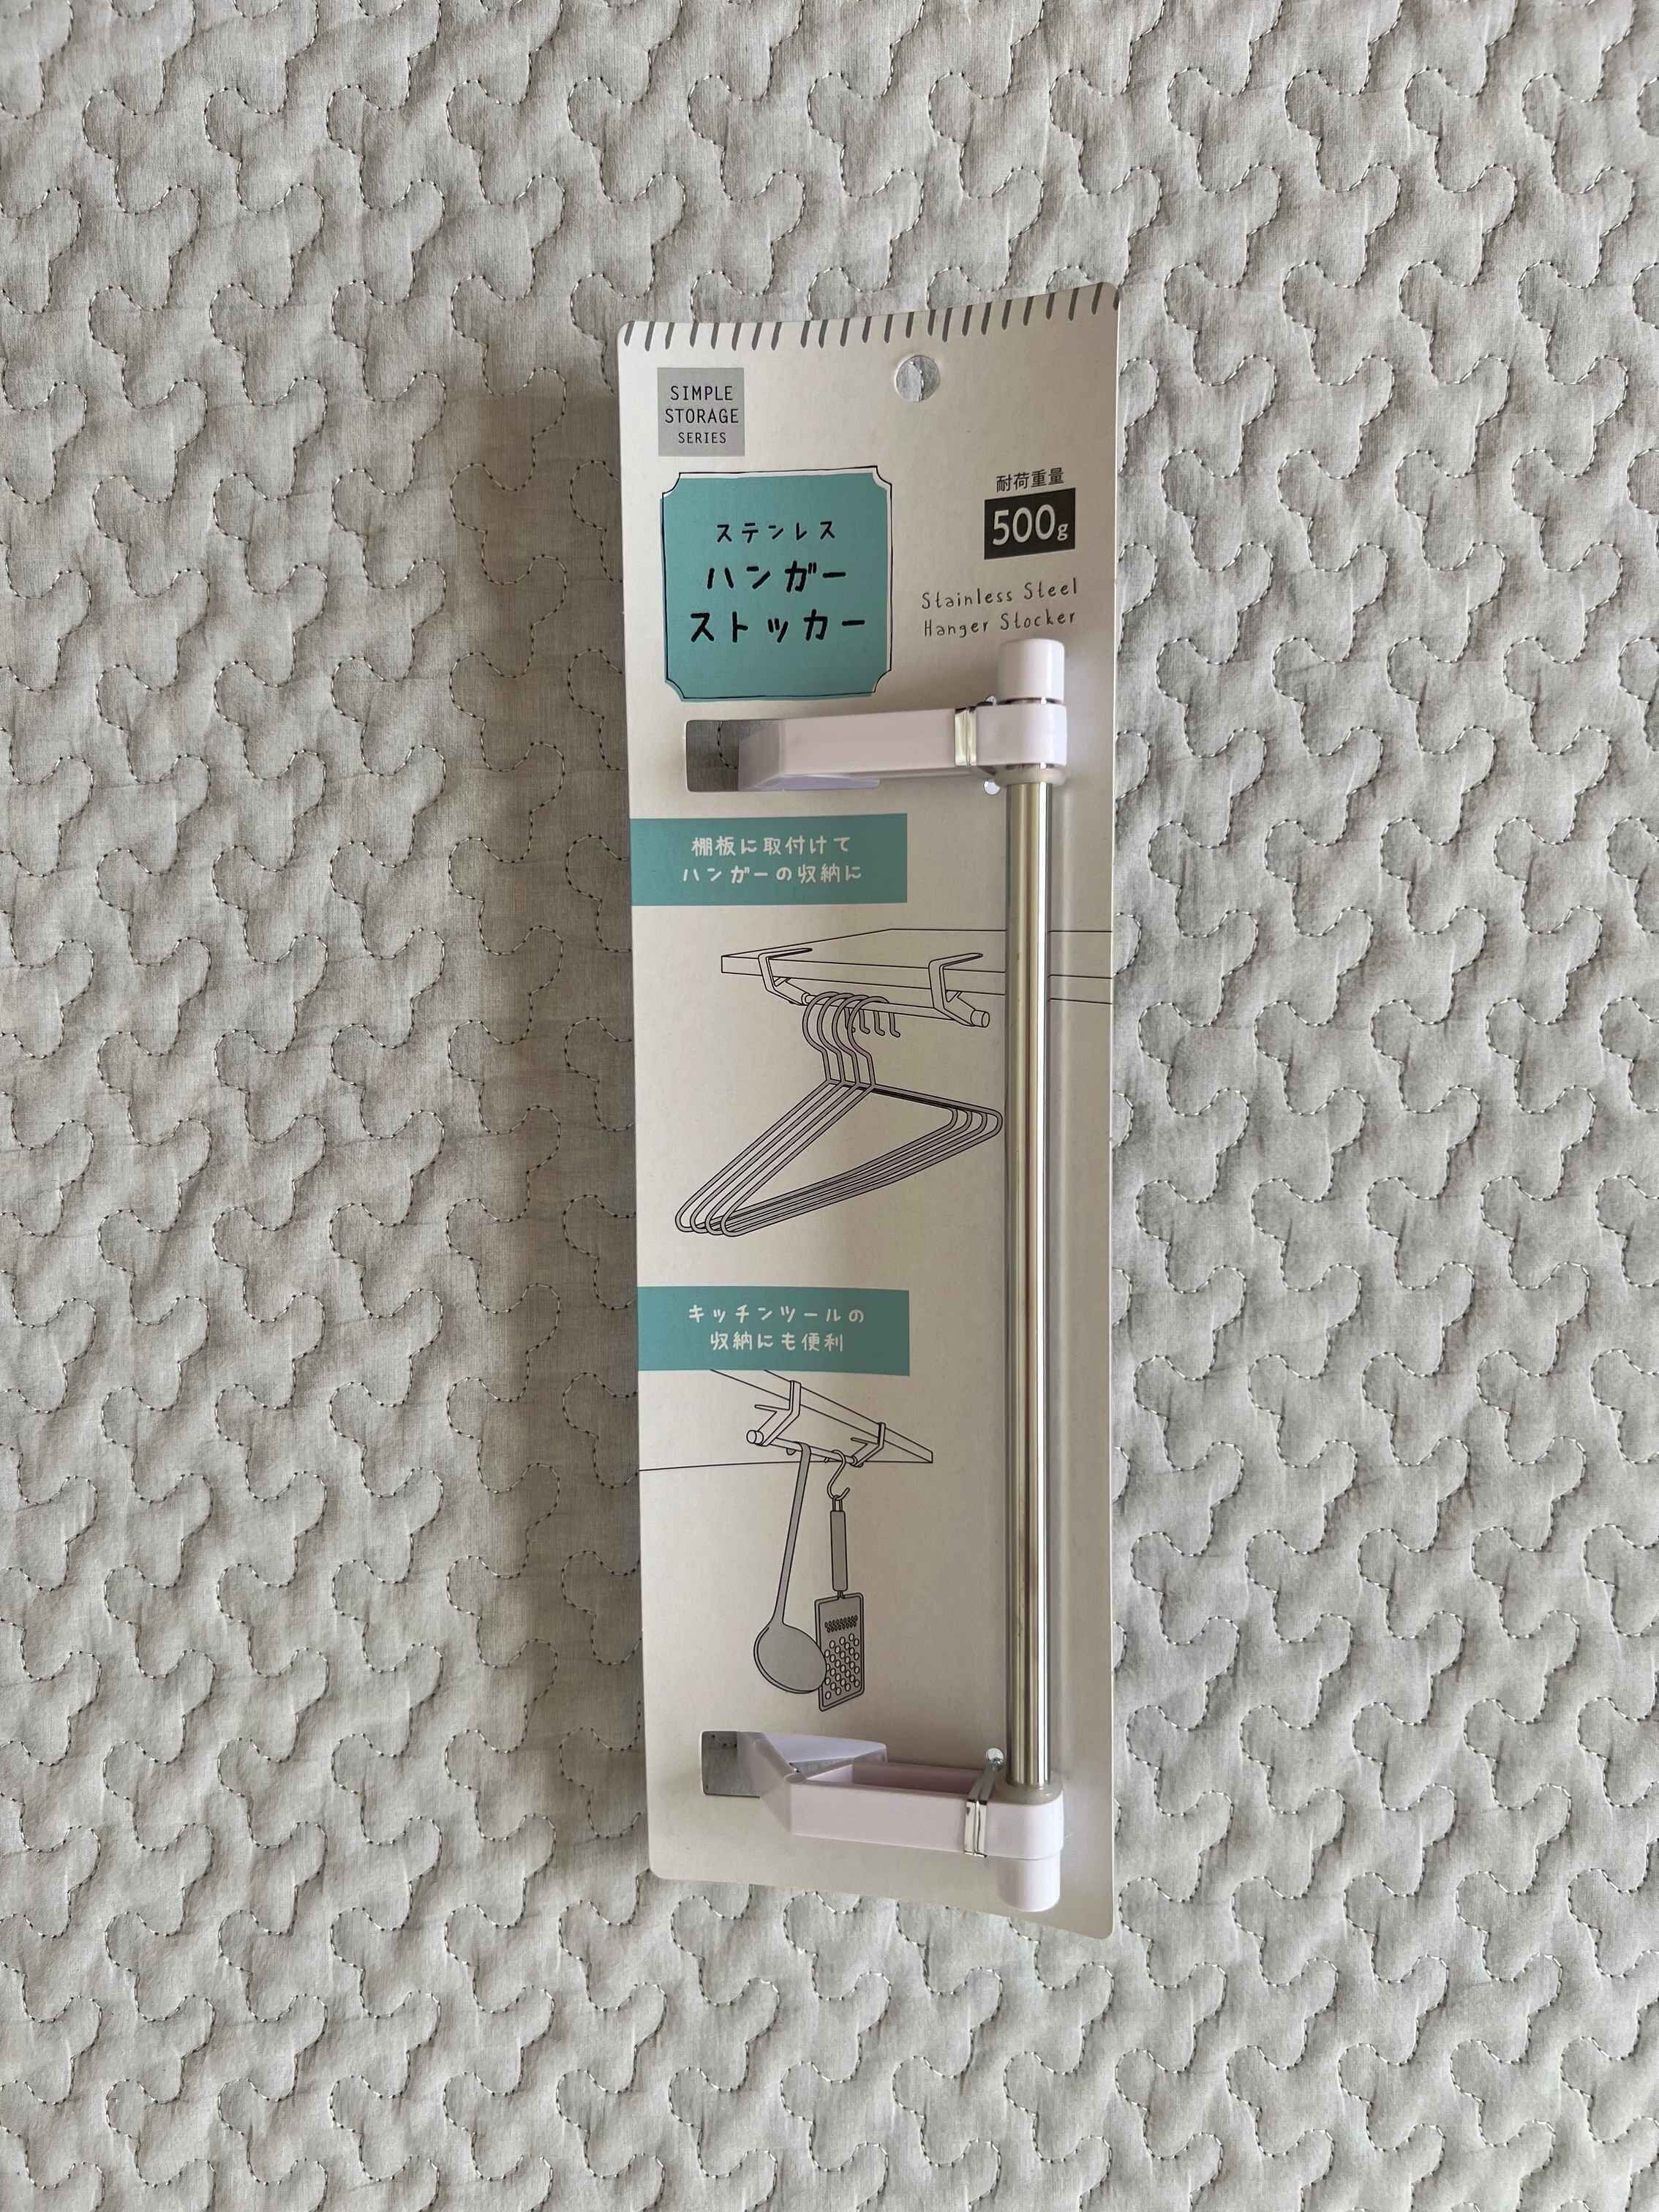 SIMPLE
STORAGE
SERIES
ステンレス
ハンガー
ストッカー
耐荷重量
500g
Stainless Steel
Hanger Stocker
棚板に取付けて
ハンガーの収納に
キッチンツールの
収納にも便利